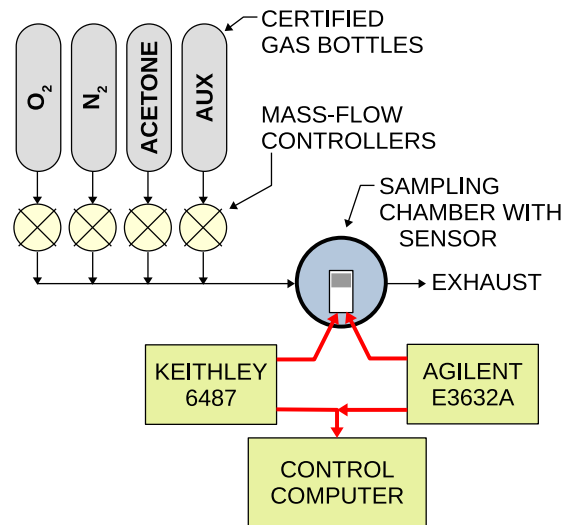 CERTIFIED
GAS BOTTLES
O₂
N₂
ACETONE
AUX
MASS-FLOW
CONTROLLERS
SAMPLING
CHAMBER WITH
SENSOR
EXHAUST
KEITHLEY
6487
AGILENT
E3632A
CONTROL
COMPUTER